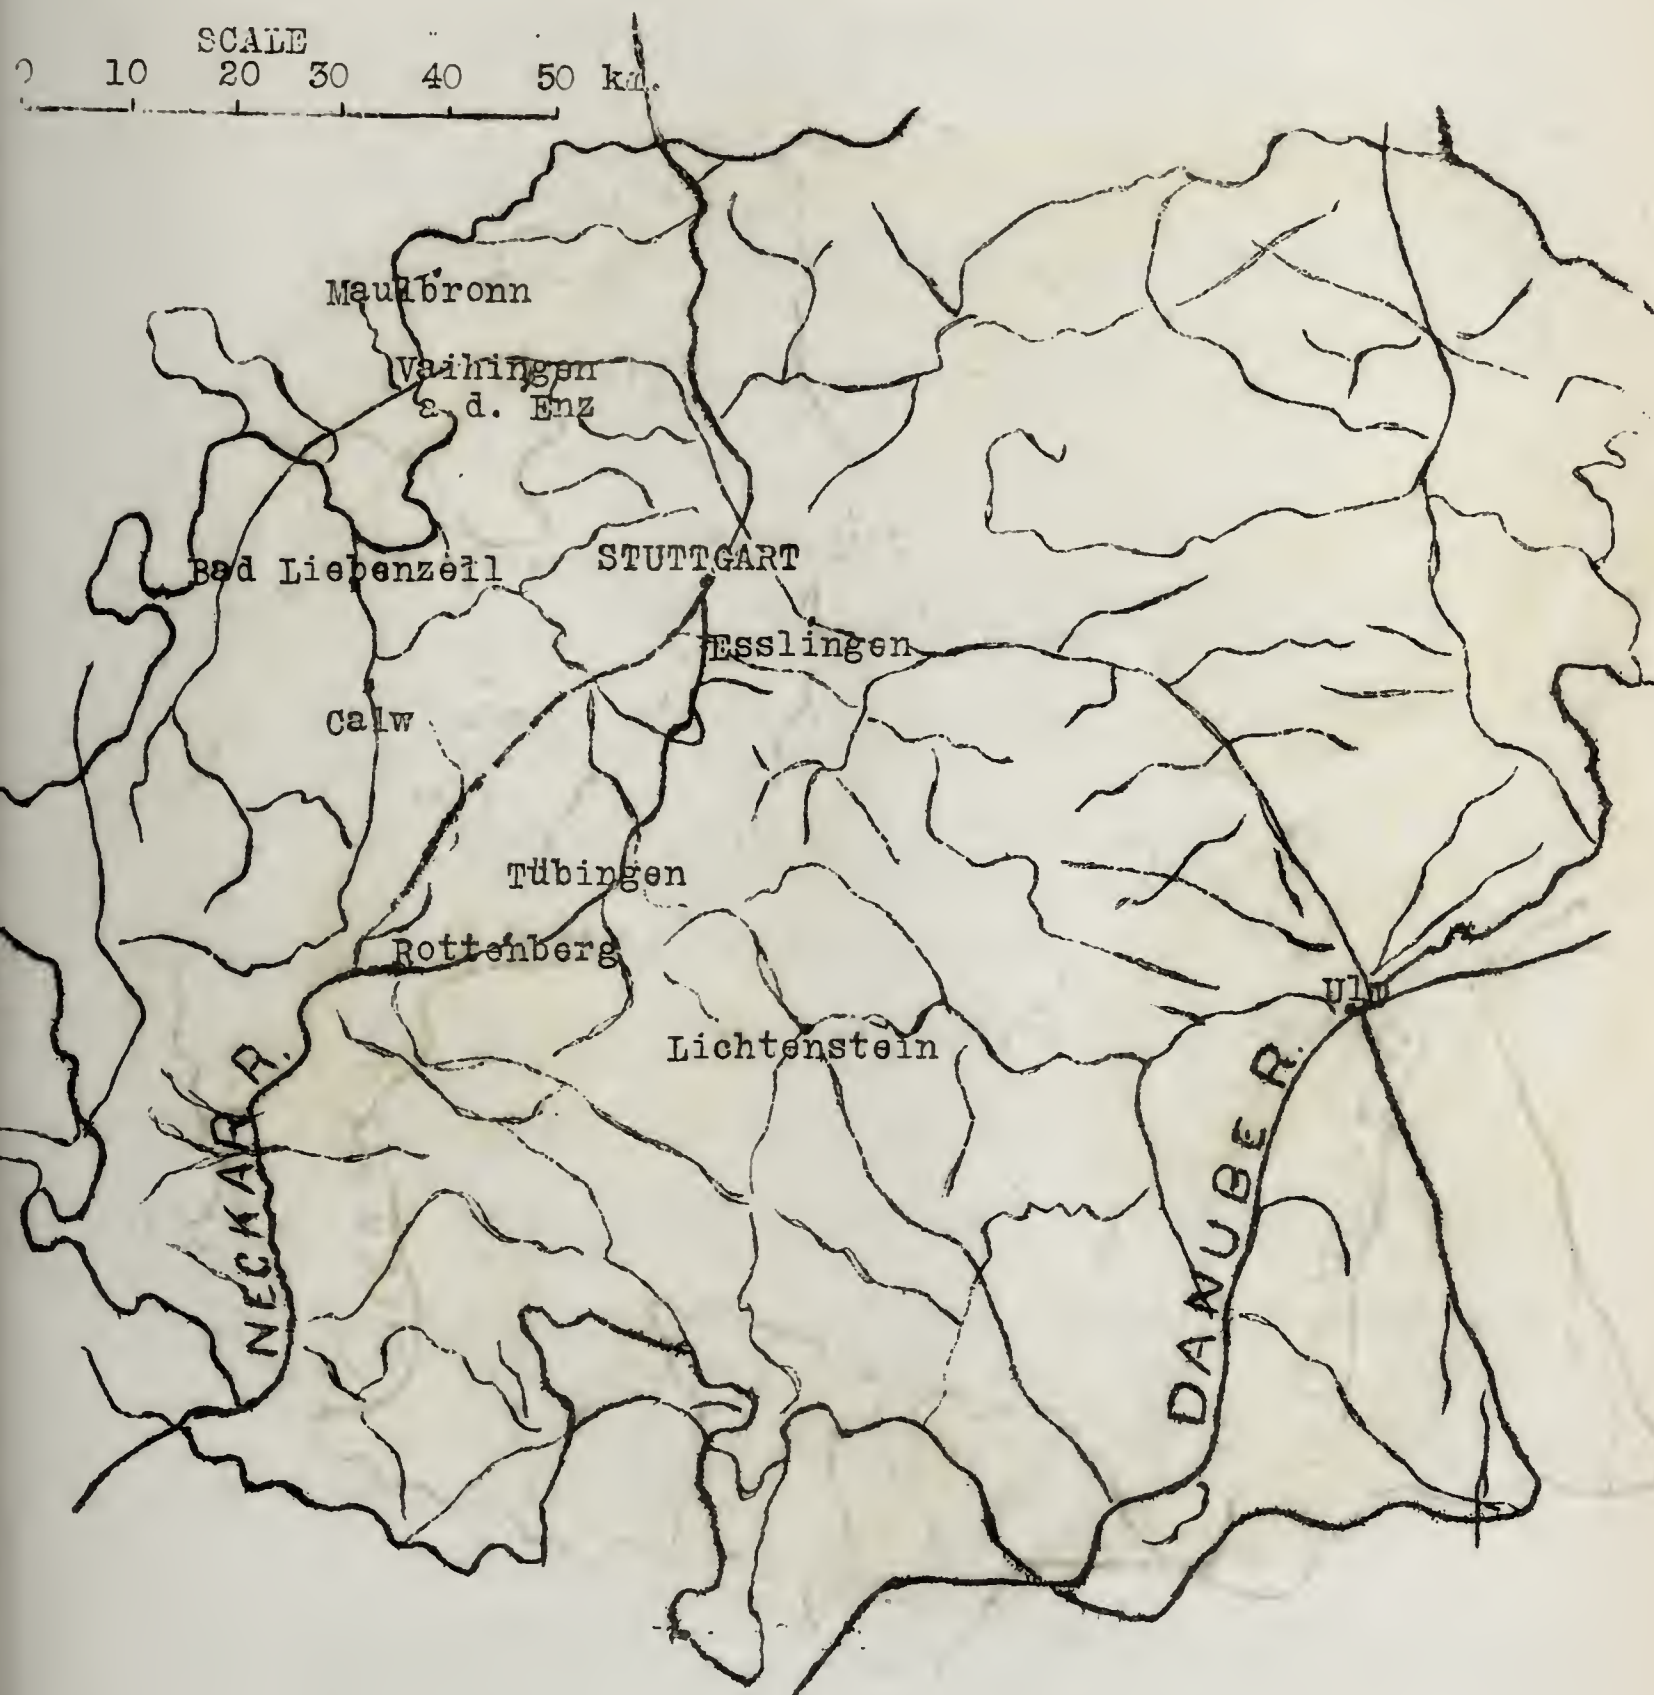 SCALE
0 10 20 30 40 50 km.
Maulbronn
Vaihingen
a. d. Enz
Bad Liebenzell
STUTTGART
Esslingen
Calw
Tübingen
Rottenberg
Ulm
Lichtenstein
NECKAR R.
DANUBE R.